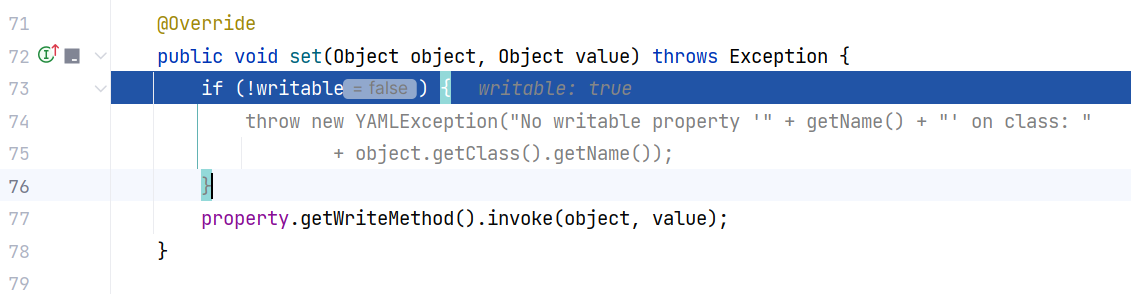 71 @Override
72 public void set(Object object, Object value) throws Exception {
73 if (!writable = false ) { writable: true
74 throw new YAMLException("No writable property '" + getName() + "' on class: "
75 + object.getClass().getName());
76 }
77 property.getWriteMethod().invoke(object, value);
78 }
79